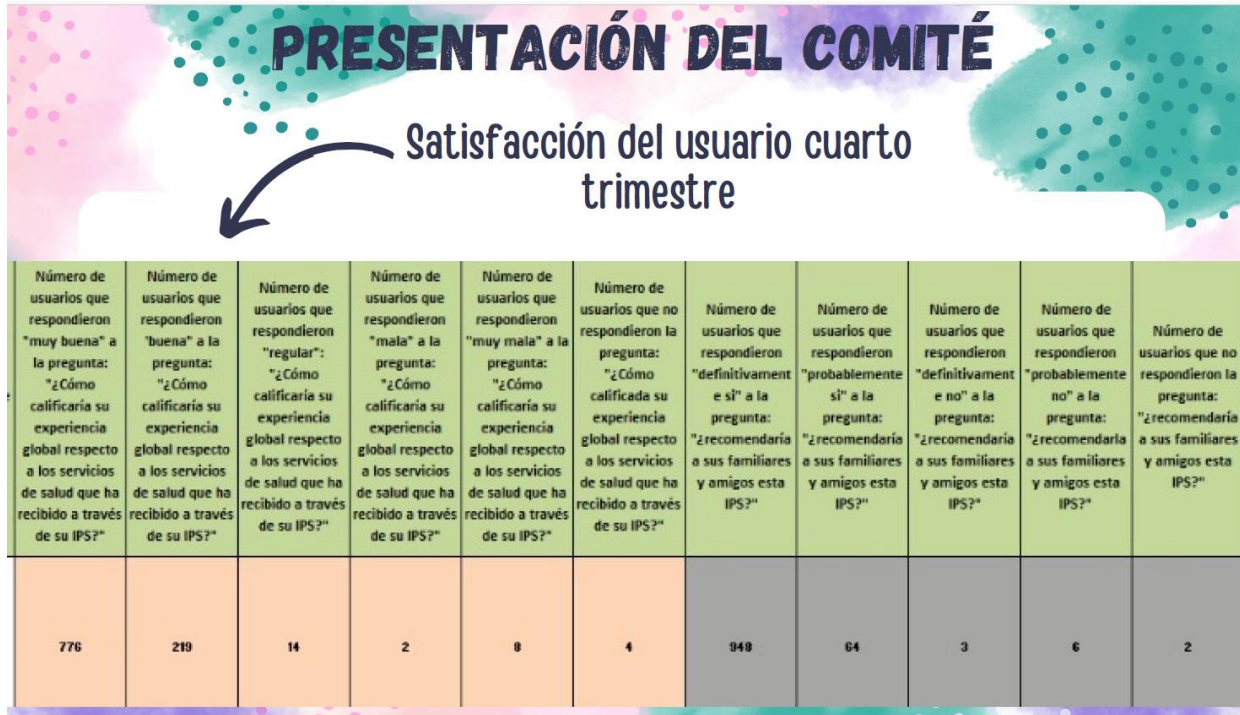 PRESENTACIÓN DEL COMITÉ
Satisfacción del usuario cuarto
trimestre
Número de
usuarios que
respondieron
"muy buena" a
la pregunta:
"¿Cómo
calificaría su
experiencia
global respecto
a los servicios
de salud que ha
recibido a través
de su IPS?"
Número de
usuarios que
respondieron
"buena" a la
pregunta:
"¿Cómo
calificaría su
experiencia
global respecto
a los servicios
de salud que ha
recibido a través
de su IPS?"
Número de
usuarios que
respondieron
"regular":
"¿Cómo
calificaría su
experiencia
global respecto
a los servicios
de salud que ha
recibido a través
de su IPS?"
Número de
usuarios que
respondieron
"mala" a la
pregunta:
"¿Cómo
calificaría su
experiencia
global respecto
a los servicios
de salud que ha
recibido a través
de su IPS?"
Número de
usuarios que
respondieron
"muy mala" a la
pregunta:
"¿Cómo
calificaría su
experiencia
global respecto
a los servicios
de salud que ha
recibido a través
de su IPS?"
Número de
usuarios que no
respondieron la
pregunta:
"¿Cómo
calificada su
experiencia
global respecto
a los servicios
de salud que ha
recibido a través
de su IPS?"
Número de
usuarios que
respondieron
"definitivament
e si" a la
pregunta:
"¿recomendaría
a sus familiares
y amigos esta
IPS?"
Número de
usuarios que
respondieron
"probablemente
si" a la
pregunta:
"¿recomendaría
a sus familiares
y amigos esta
IPS?"
Número de
usuarios que
respondieron
"definitivament
e no" a la
pregunta:
"¿recomendaría
a sus familiares
y amigos esta
IPS?"
Número de
usuarios que
respondieron
"probablemente
no" a la
pregunta:
"¿recomendarla
a sus familiares
y amigos esta
IPS?"
Número de
usuarios que no
respondieron la
pregunta:
"¿recomendaría
a sus familiares
y amigos esta
IPS?"
776
219
14
2
8
4
948
64
3
6
2